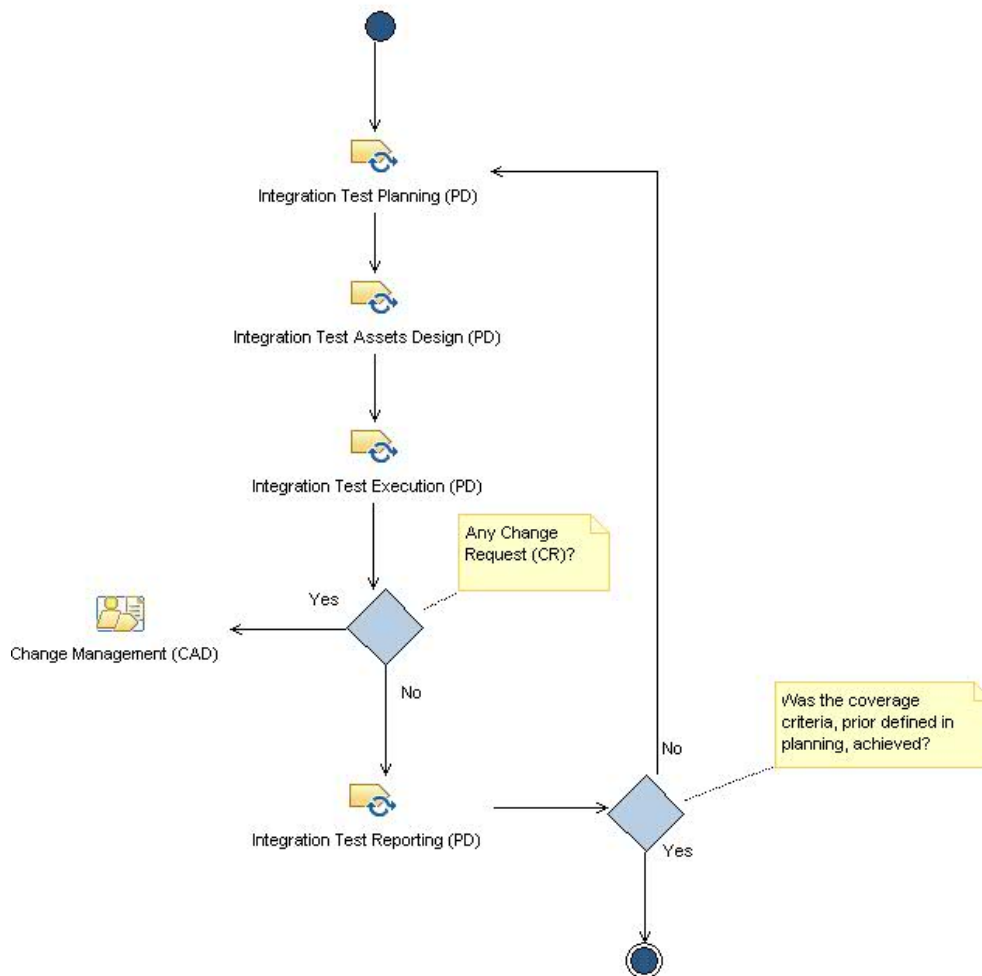 Integration Test Planning (PD)
Integration Test Assets Design (PD)
Integration Test Execution (PD)
Any Change
Request (CR)?
Yes
Change Management (CAD)
No
Was the coverage
criteria, prior defined in
planning, achieved?
No
Integration Test Reporting (PD)
Yes